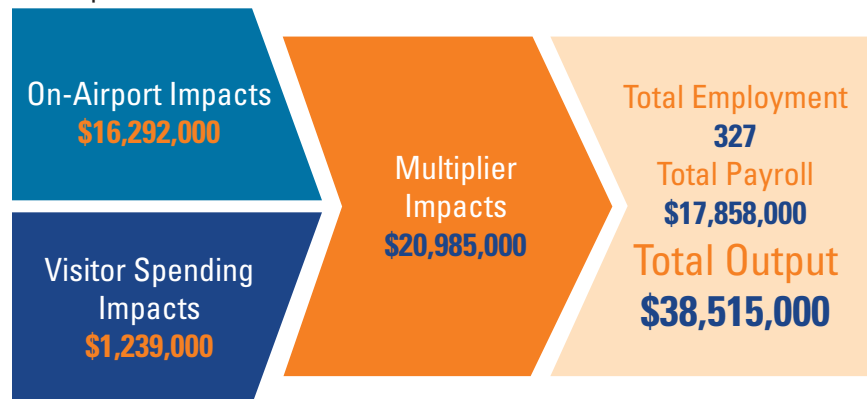 On-Airport Impacts
$16,292,000
Visitor Spending
Impacts
$1,239,000
Multiplier
Impacts
$20,985,000
Total Employment
327
Total Payroll
$17,858,000
Total Output
$38,515,000